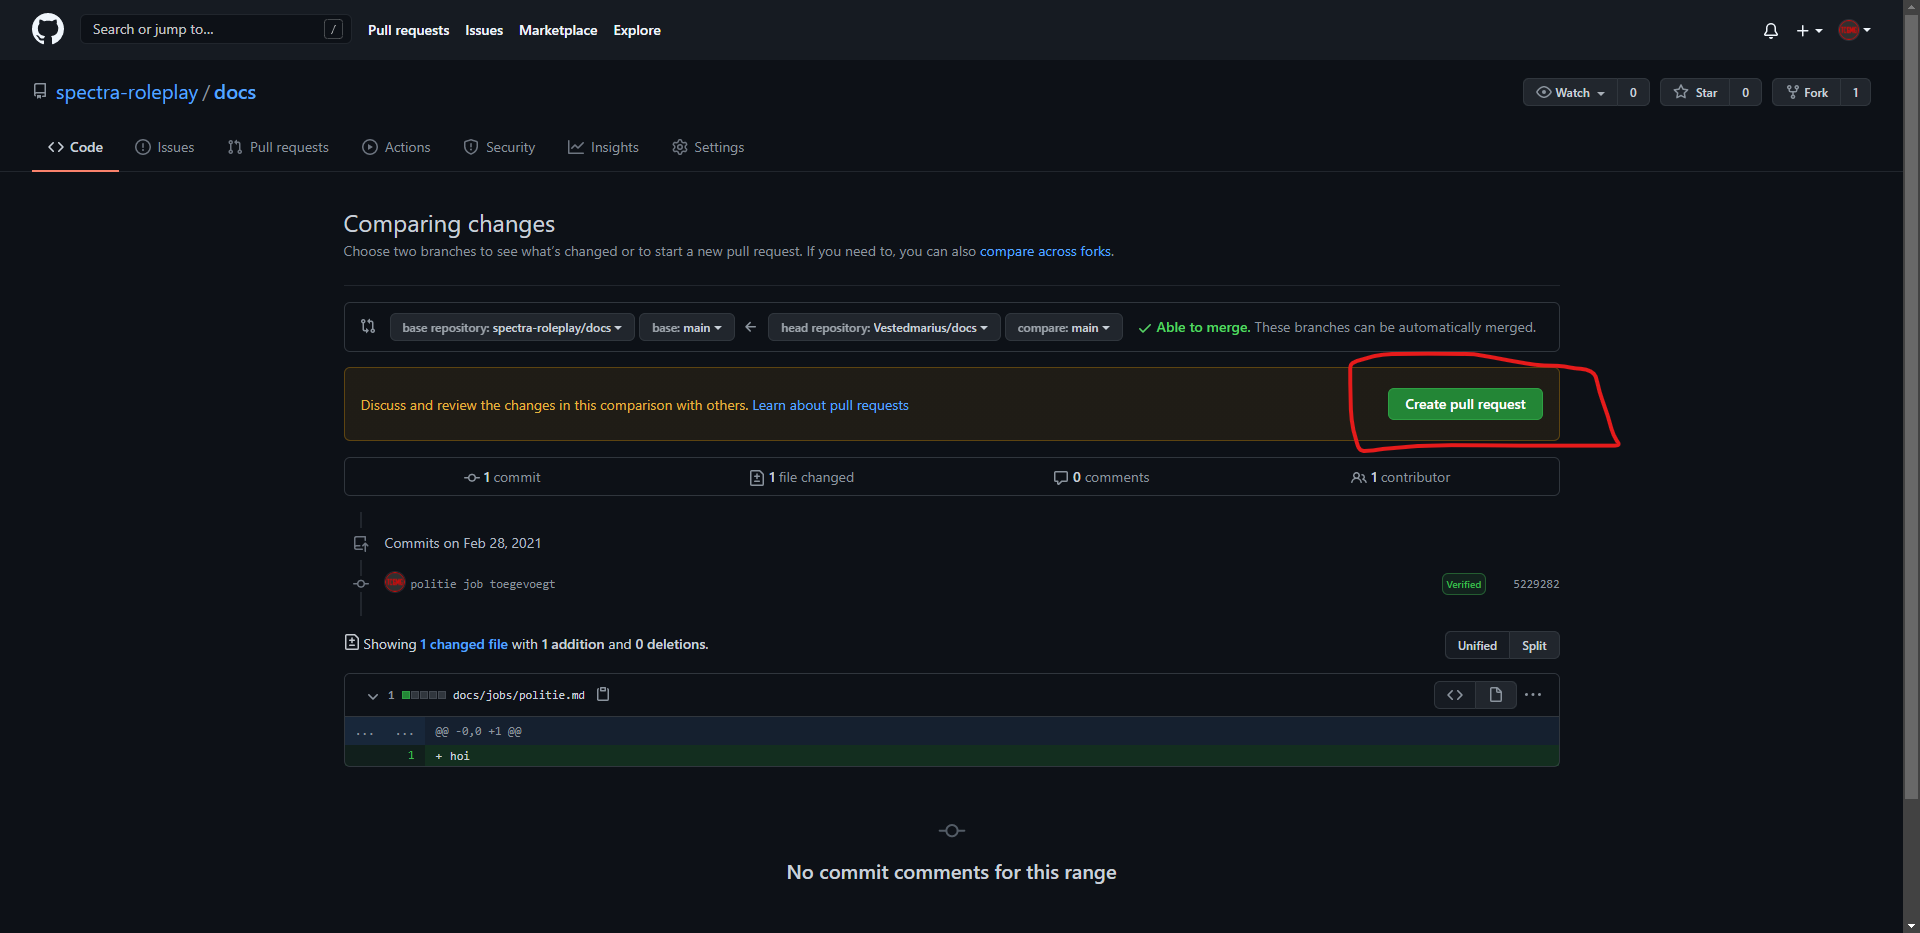 Search or jump to... /
Pull requests Issues Marketplace Explore
spectra-roleplay / docs
Watch 0 Star 0 Fork 1
Code Issues Pull requests Actions Security Insights Settings
Comparing changes
Choose two branches to see what's changed or to start a new pull request. If you need to, you can also compare across forks.
base repository: spectra-roleplay/docs base: main head repository: Vestedmarius/docs compare: main Able to merge. These branches can be automatically merged.
Discuss and review the changes in this comparison with others. Learn about pull requests Create pull request
1 commit 1 file changed 0 comments 1 contributor
Commits on Feb 28, 2021
politie job toegevoegt Verified 5229282
Showing 1 changed file with 1 addition and 0 deletions. Unified Split
1 docs/jobs/politie.md
... ... @@ -0,0 +1 @@
1 + hoi
No commit comments for this range